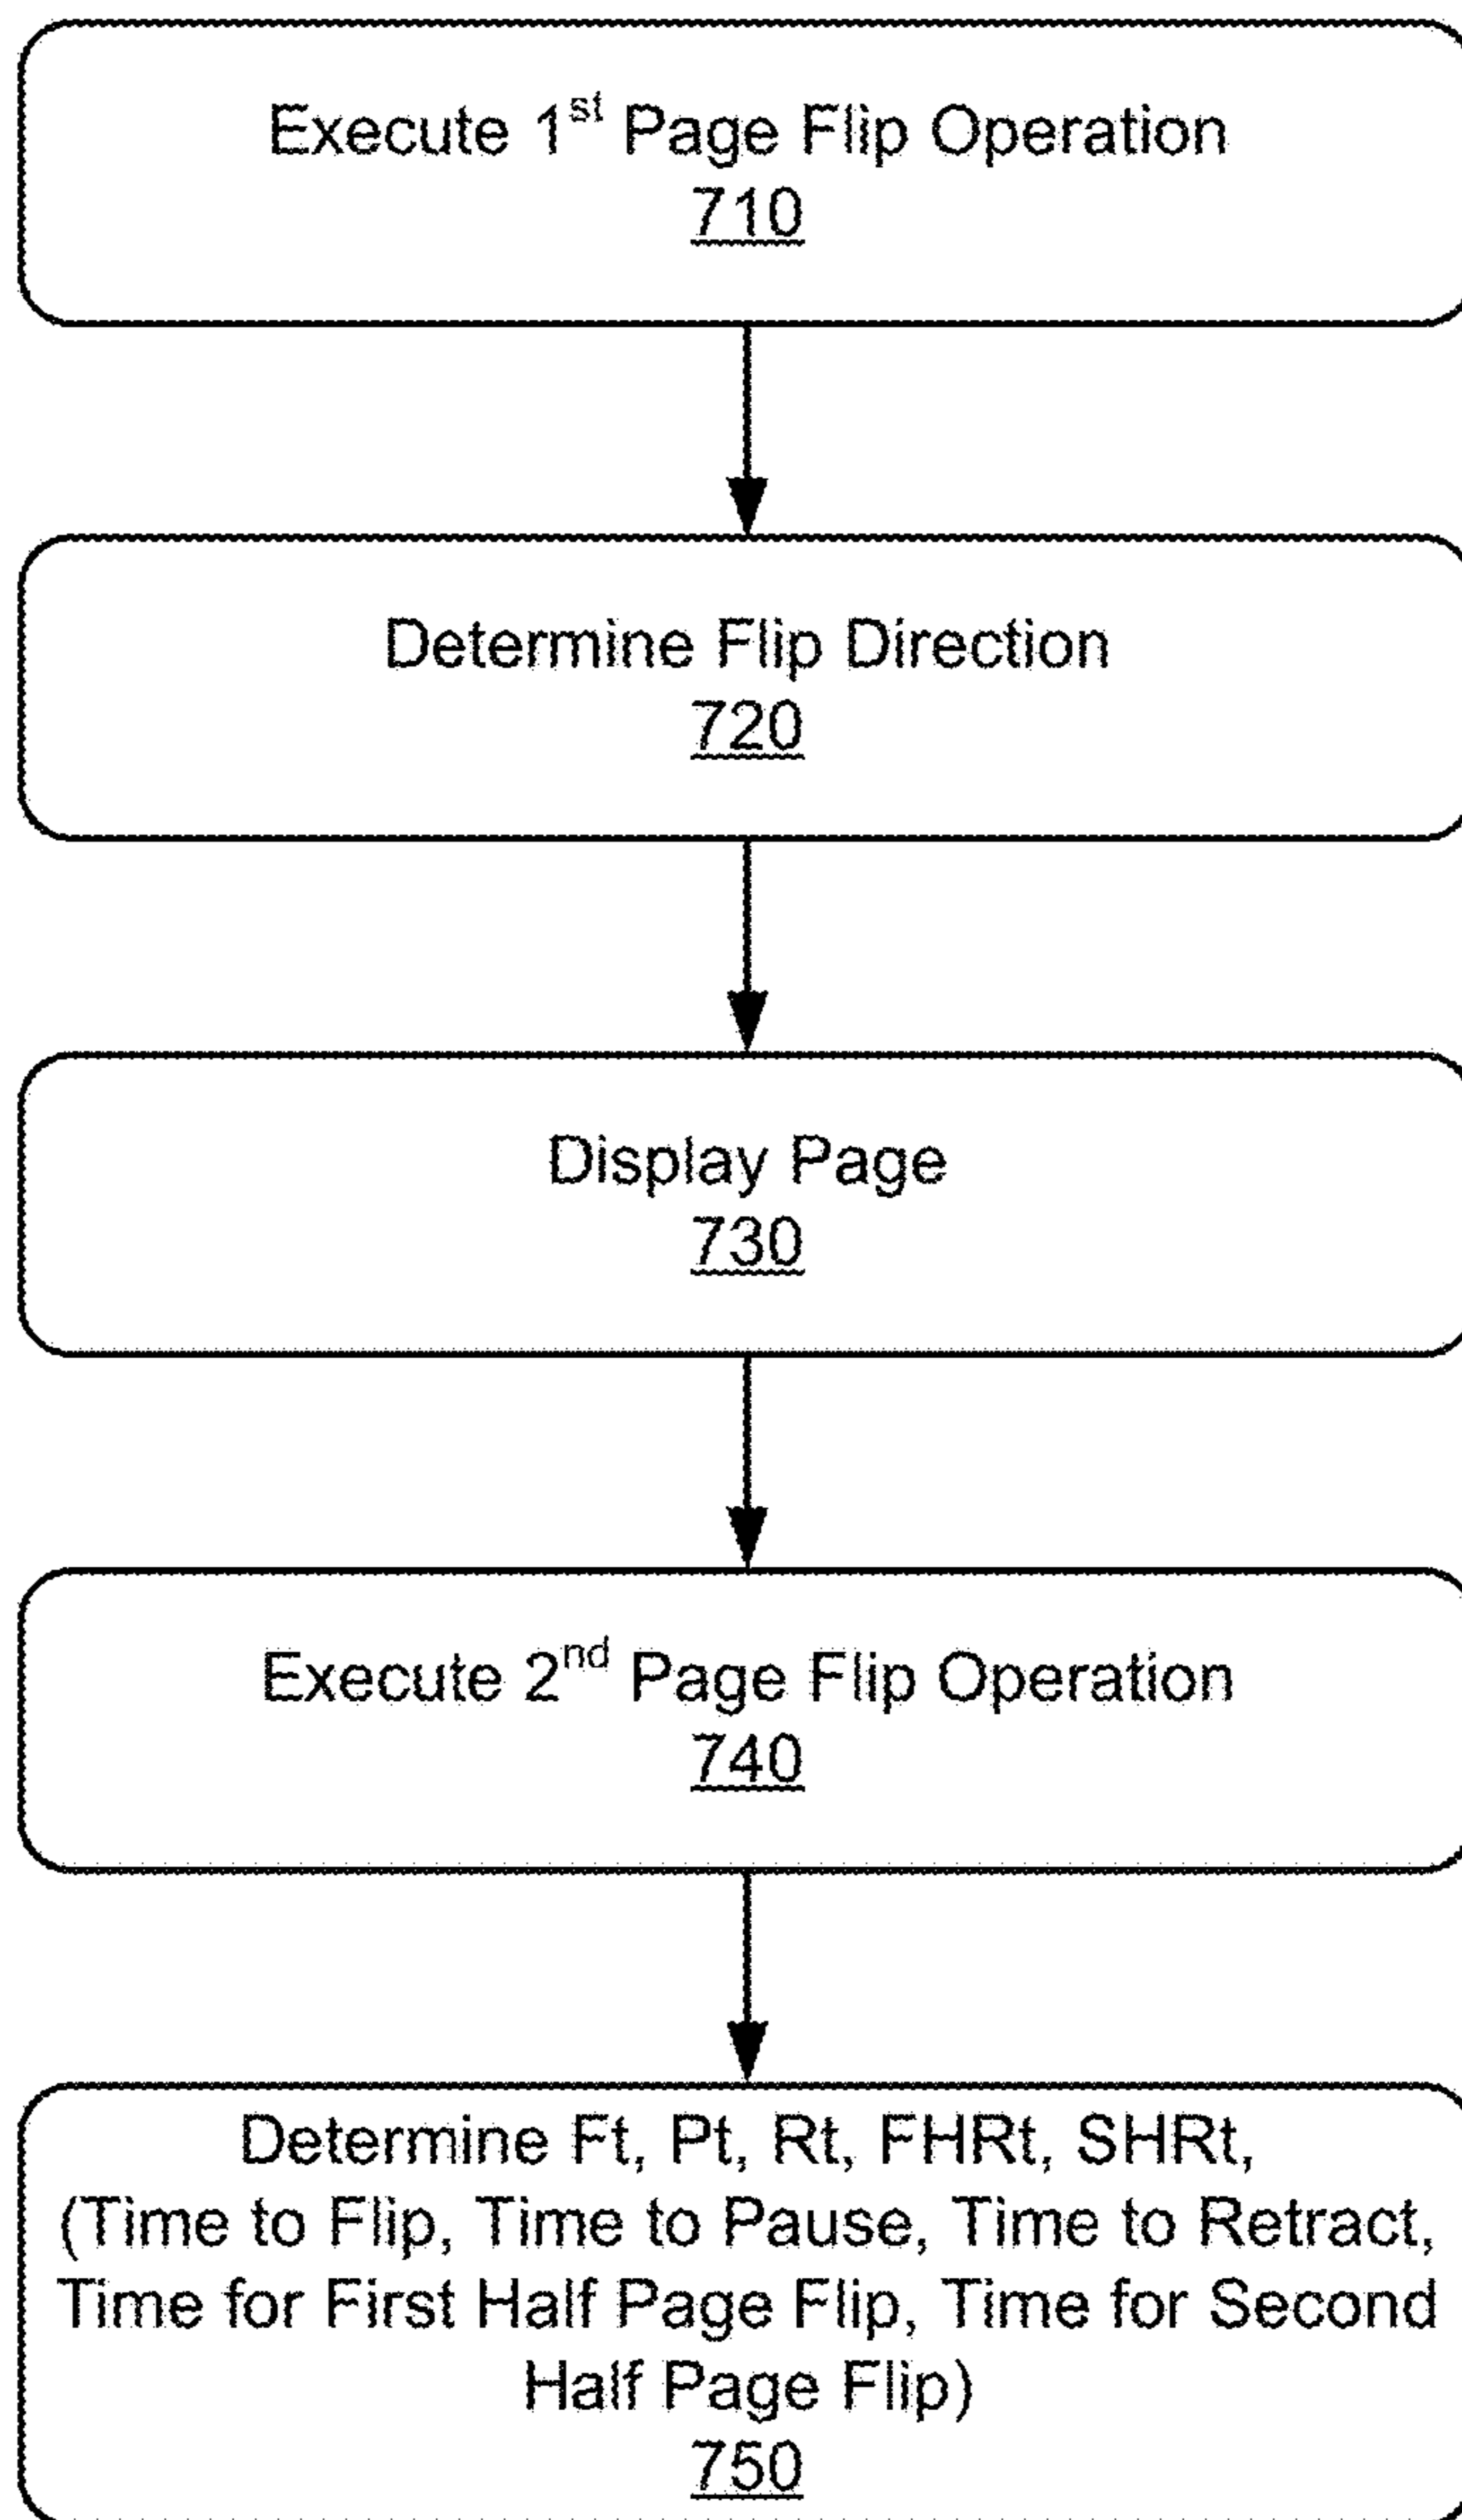 Execute 1st Page Flip Operation
710
Determine Flip Direction
720
Display Page
730
Execute 2nd Page Flip Operation
740
Determine Ft, Pt, Rt, FHRt, SHRt,
(Time to Flip, Time to Pause, Time to Retract,
Time for First Half Page Flip, Time for Second
Half Page Flip)
750